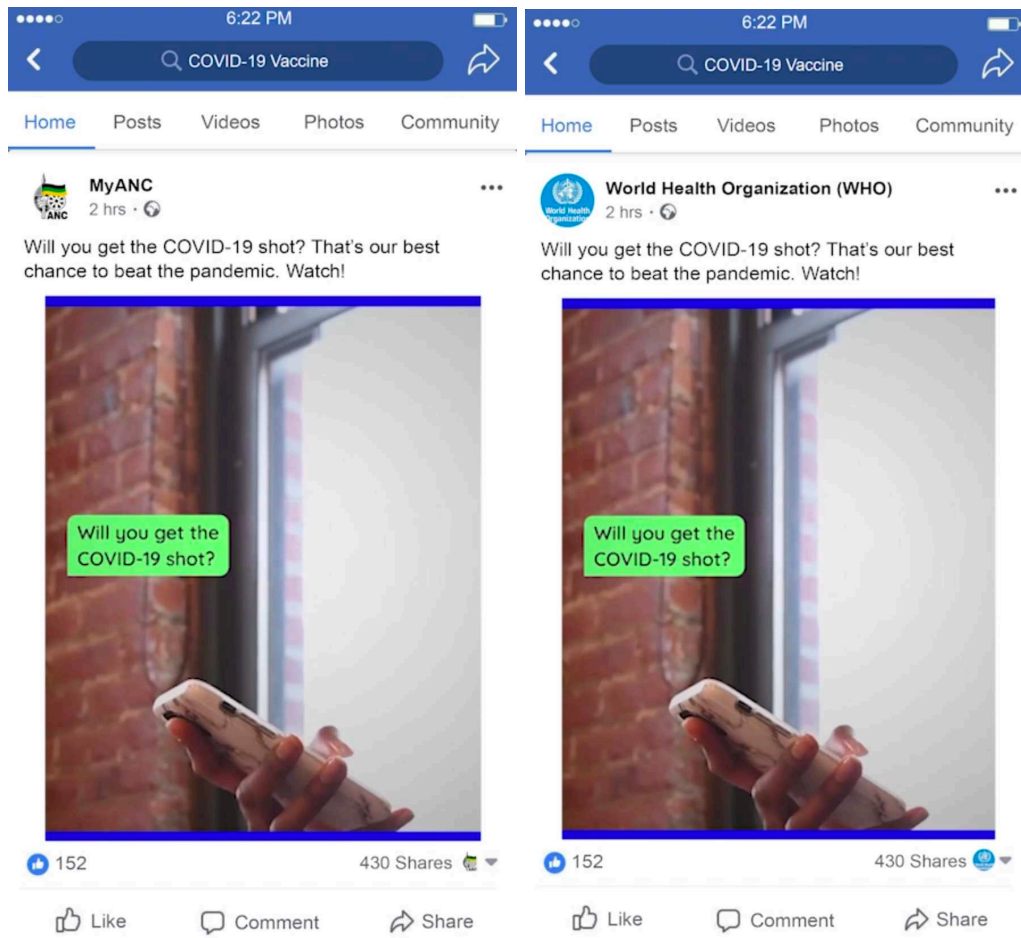 6:22 PM
COVID-19 Vaccine
Home Posts Videos Photos Community
MyANC
2 hrs
ANC
Will you get the COVID-19 shot? That's our best
chance to beat the pandemic. Watch!
Will you get the
COVID-19 shot?
152
430 Shares
Like Comment Share
6:22 PM
COVID-19 Vaccine
Home Posts Videos Photos Community
World Health Organization (WHO)
2 hrs
World Health
Organization
Will you get the COVID-19 shot? That's our best
chance to beat the pandemic. Watch!
Will you get the
COVID-19 shot?
152
430 Shares
Like Comment Share